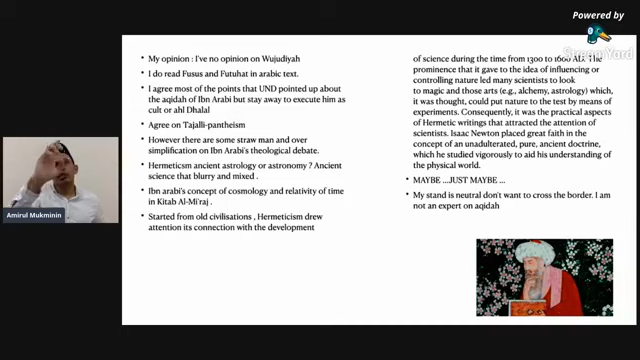 Powered by
StreamYard
• My opinion : I've no opinion on Wujudiyah
• I do read Fusus and Futuhat in arabic text.
• I agree most of the points that UND pointed up about
the aqidah of Ibn Arabi but stay away to execute him as
cult or ahl Dhalal
• Agree on Tajalli-pantheism
• However there are some straw man and over
simplification on Ibn Arabi's theological debate.
• Hermeticsm ancient astrology or astronomy ? Ancient
science that blurry and mixed .
• Ibn arabi's concept of cosmology and relativity of time
in Kitab Al-Mi'raj .
• Started from old civilisations , Hermeticism drew
attention its connection with the development
of science during the time from 1300 to 1600 AD. The
prominence that it gave to the idea of influencing or
controlling nature led many scientists to look
to magic and those arts (e.g., alchemy, astrology) which,
it was thought, could put nature to the test by means of
experiments. Consequently, it was the practical aspects
of Hermetic writings that attracted the attention of
scientists. Isaac Newton placed great faith in the
concept of an unadulterated, pure, ancient doctrine,
which he studied vigorously to aid his understanding of
the physical world.
• MAYBE ...JUST MAYBE ...
• My stand is neutral don't want to cross the border. I am
not an expert on aqidah
Amirul Mukminin